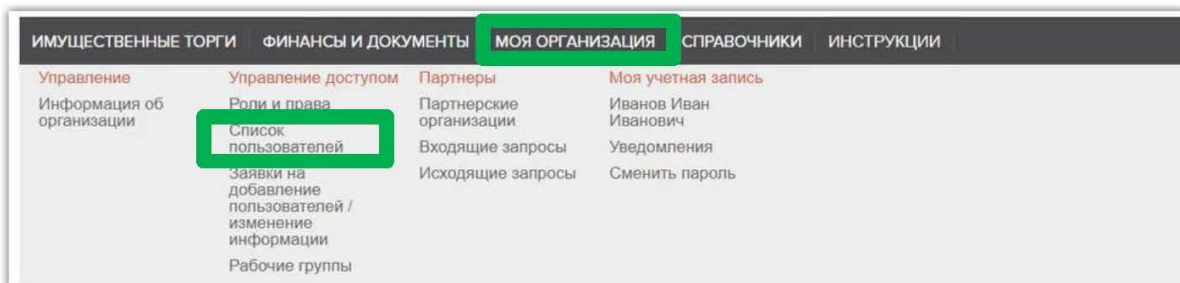 ИМУЩЕСТВЕННЫЕ ТОРГИ ФИНАНСЫ И ДОКУМЕНТЫ МОЯ ОРГАНИЗАЦИЯ СПРАВОЧНИКИ ИНСТРУКЦИИ
Управление
Информация об
организации
Управление доступом
Роли и права
Список
пользователей
Заявки на
добавление
пользователей /
изменение
информации
Рабочие группы
Партнеры
Партнерские
организации
Входящие запросы
Исходящие запросы
Моя учетная запись
Иванов Иван
Иванович
Уведомления
Сменить пароль